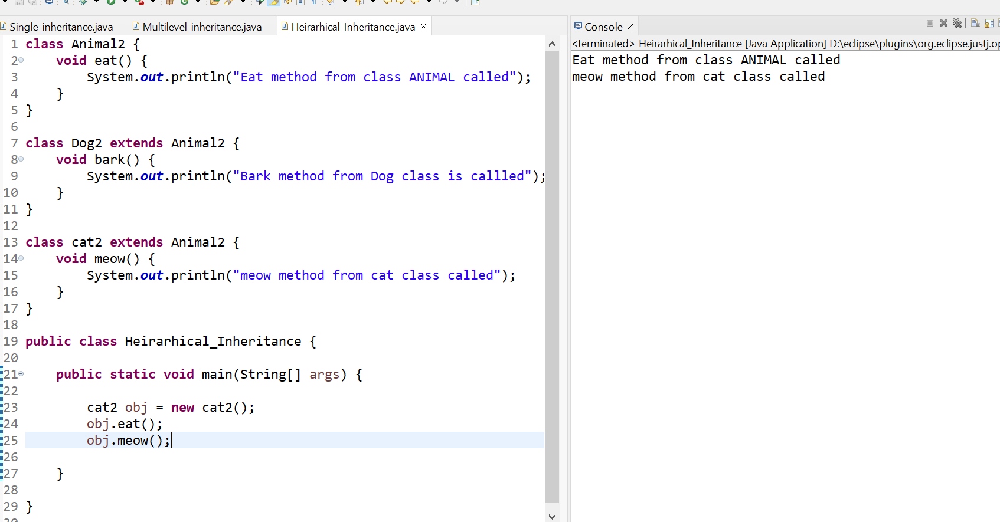 Single_inheritance.java Multilevel_inheritance.java Heirarhical_Inheritance.java
1 class Animal2 {
2 void eat() {
3 System.out.println("Eat method from class ANIMAL called");
4 }
5 }
6
7 class Dog2 extends Animal2 {
8 void bark() {
9 System.out.println("Bark method from Dog class is callled");
10 }
11 }
12
13 class cat2 extends Animal2 {
14 void meow() {
15 System.out.println("meow method from cat class called");
16 }
17 }
18
19 public class Heirarhical_Inheritance {
20
21 public static void main(String[] args) {
22
23 cat2 obj = new cat2();
24 obj.eat();
25 obj.meow();
26
27 }
28
29 }
Console
<terminated> Heirarhical_Inheritance [Java Application] D:\eclipse\plugins\org.eclipse.justj.op
Eat method from class ANIMAL called
meow method from cat class called